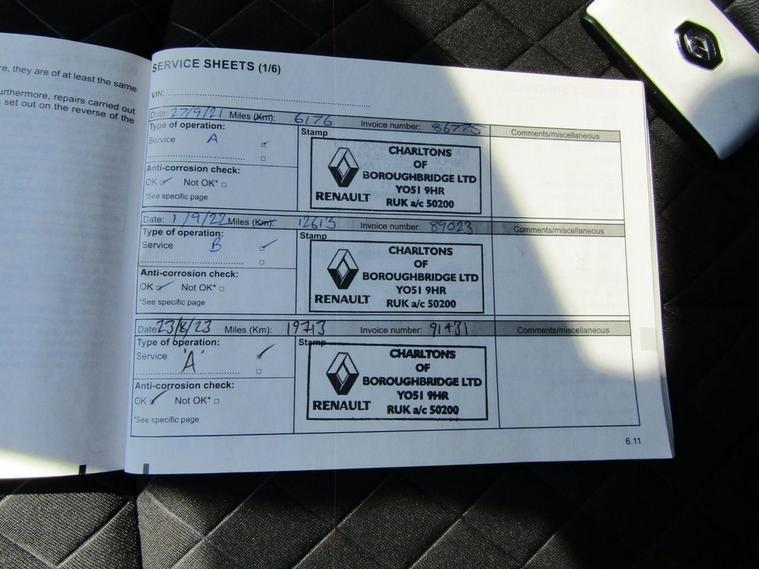 re, they are of at least the same
urthermore, repairs carried out
set out on the reverse of the
SERVICE SHEETS (1/6)
VIN:
Date: 27/9/21 Miles (Km): 6176 Invoice number: 86775 Comments/miscellaneous
Type of operation: Stamp
Service A
Anti-corrosion check:
OK Not OK*
*See specific page
RENAULT
CHARLTONS
OF
BOROUGHBRIDGE LTD
YO51 9HR
RUK a/c 50200
Date: 1/9/22 Miles (Km) 12613 Invoice number: 89023 Comments/miscellaneous
Type of operation: Stamp
Service B
Anti-corrosion check:
OK Not OK*
*See specific page
RENAULT
CHARLTONS
OF
BOROUGHBRIDGE LTD
YO51 9HR
RUK a/c 50200
Date: 23/8/23 Miles (Km): 19713 Invoice number: 91431 Comments/miscellaneous
Type of operation: Stamp
Service 'A'
Anti-corrosion check:
OK Not OK*
*See specific page
RENAULT
CHARLTONS
OF
BOROUGHBRIDGE LTD
YO51 9HR
RUK a/c 50200
6.11